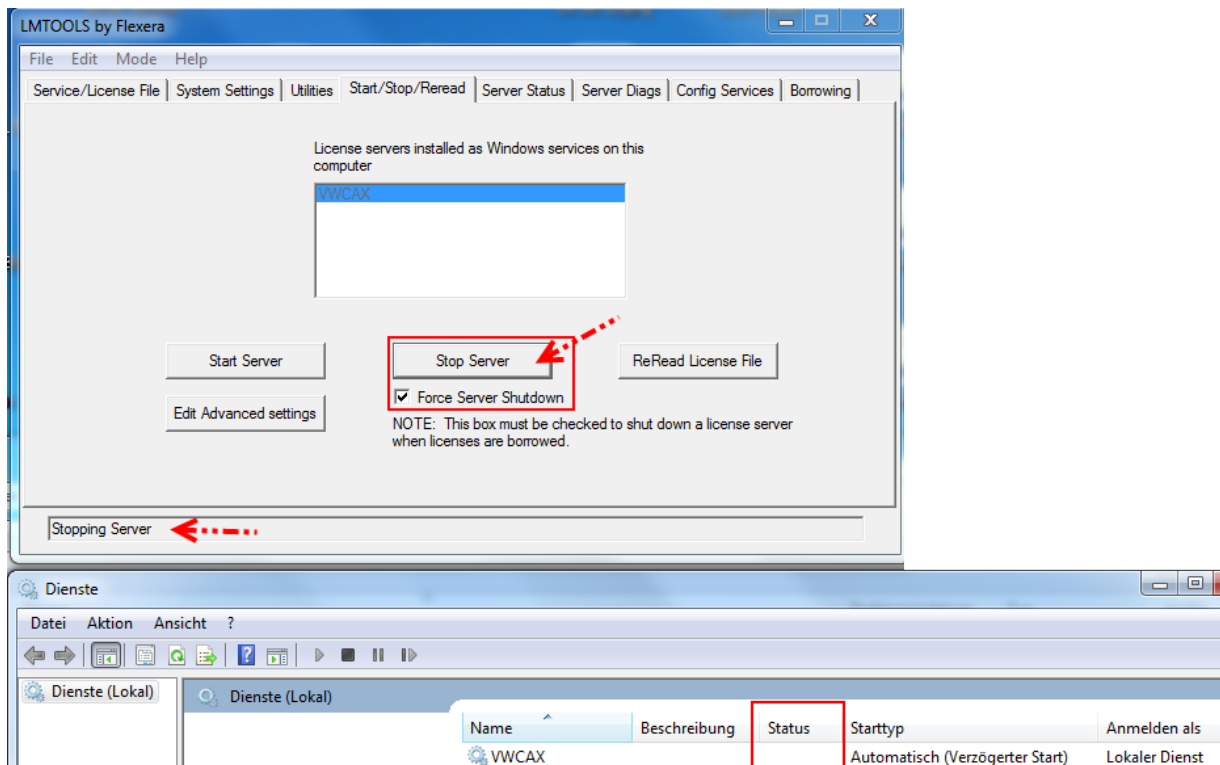 LMTOOLS by Flexera
File Edit Mode Help
Service/License File System Settings Utilities Start/Stop/Reread Server Status Server Diags Config Services Borrowing
License servers installed as Windows services on this
computer
VWCAX
Start Server Stop Server ReRead License File
Force Server Shutdown
Edit Advanced settings
NOTE: This box must be checked to shut down a license server
when licenses are borrowed.
Stopping Server
Dienste
Datei Aktion Ansicht ?
Dienste (Lokal) Dienste (Lokal)
Name Beschreibung Status Starttyp Anmelden als
VWCAX Automatisch (Verzögerter Start) Lokaler Dienst